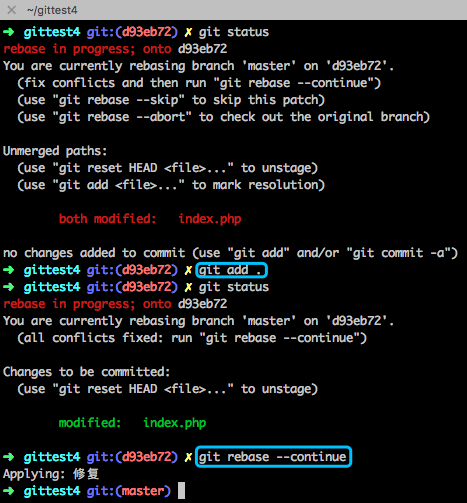 × ~/gittest4
➜ gittest4 git:(d93eb72) ✗ git status
rebase in progress; onto d93eb72
You are currently rebasing branch 'master' on 'd93eb72'.
(fix conflicts and then run "git rebase --continue")
(use "git rebase --skip" to skip this patch)
(use "git rebase --abort" to check out the original branch)
Unmerged paths:
(use "git reset HEAD <file>..." to unstage)
(use "git add <file>..." to mark resolution)
both modified: index.php
no changes added to commit (use "git add" and/or "git commit -a")
➜ gittest4 git:(d93eb72) ✗ git add .
➜ gittest4 git:(d93eb72) ✗ git status
rebase in progress; onto d93eb72
You are currently rebasing branch 'master' on 'd93eb72'.
(all conflicts fixed: run "git rebase --continue")
Changes to be committed:
(use "git reset HEAD <file>..." to unstage)
modified: index.php
➜ gittest4 git:(d93eb72) ✗ git rebase --continue
Applying: 修复
➜ gittest4 git:(master)